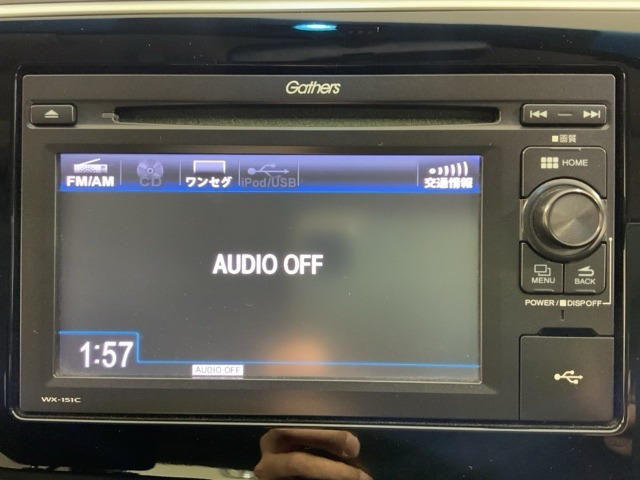 Gathers
■画質
HOME
FM/AM
CD
ワンセグ
iPod/USB
交通情報
AUDIO OFF
MENU
BACK
POWER/■DISP OFF
1:57
AUDIO OFF
WX-151C